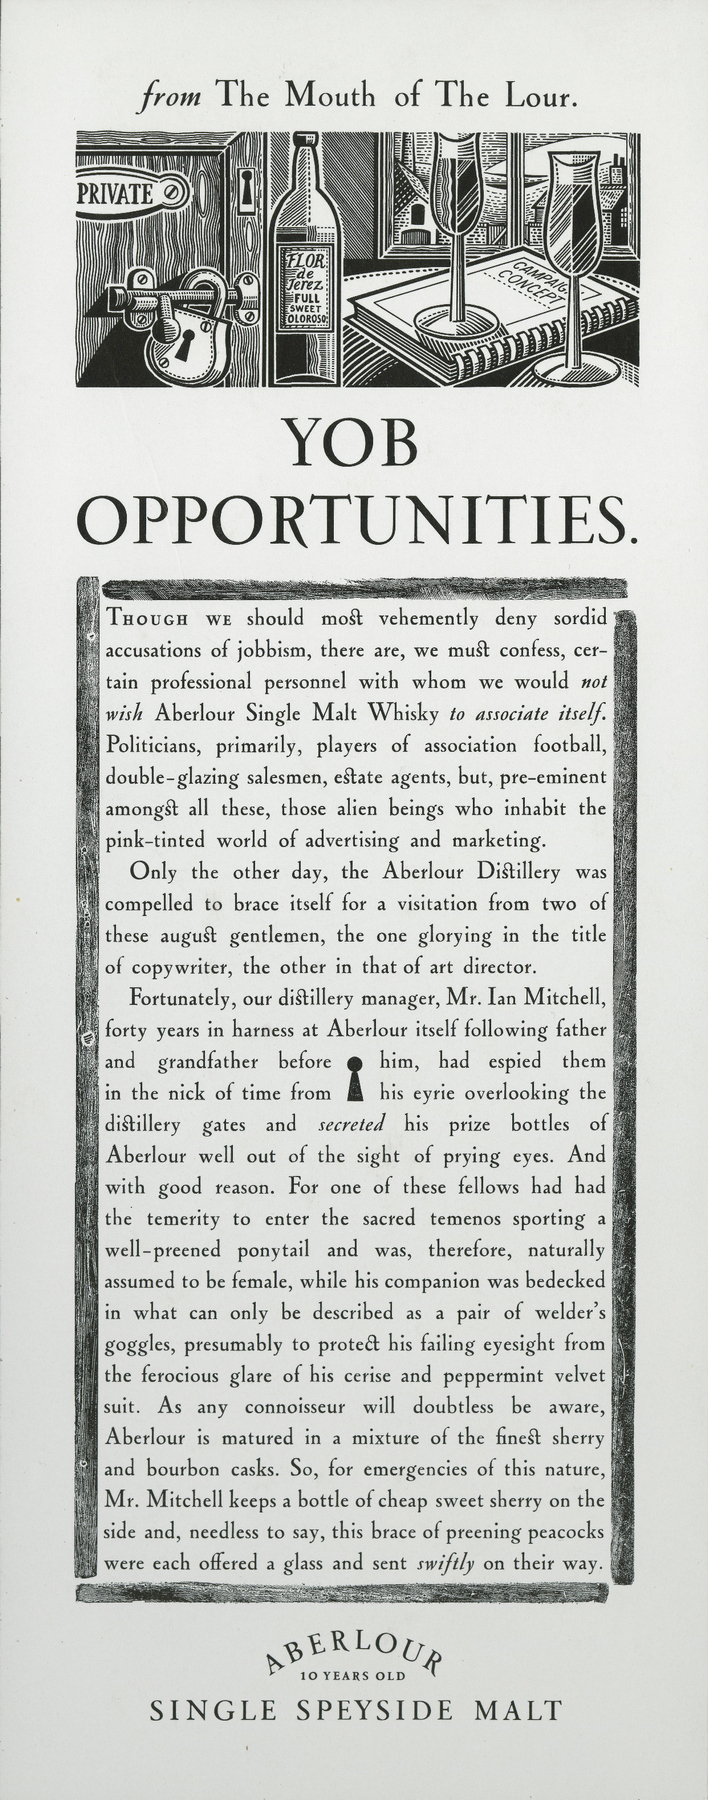 from The Mouth of The Lour.
PRIVATE
FLOR
de
Jerez
FULL
SWEET
OLOROSO
CAMPAIGN
CONCEPT
YOB
OPPORTUNITIES.
THOUGH WE should most vehemently deny sordid
accusations of jobbism, there are, we must confess, cer-
tain professional personnel with whom we would not
wish Aberlour Single Malt Whisky to associate itself.
Politicians, primarily, players of association football,
double-glazing salesmen, estate agents, but, pre-eminent
amongst all these, those alien beings who inhabit the
pink-tinted world of advertising and marketing.
Only the other day, the Aberlour Distillery was
compelled to brace itself for a visitation from two of
these august gentlemen, the one glorying in the title
of copywriter, the other in that of art director.
Fortunately, our distillery manager, Mr. Ian Mitchell,
forty years in harness at Aberlour itself following father
and grandfather before him, had espied them
in the nick of time from his eyrie overlooking the
distillery gates and secreted his prize bottles of
Aberlour well out of the sight of prying eyes. And
with good reason. For one of these fellows had had
the temerity to enter the sacred temenos sporting a
well-preened ponytail and was, therefore, naturally
assumed to be female, while his companion was bedecked
in what can only be described as a pair of welder's
goggles, presumably to protect his failing eyesight from
the ferocious glare of his cerise and peppermint velvet
suit. As any connoisseur will doubtless be aware,
Aberlour is matured in a mixture of the finest sherry
and bourbon casks. So, for emergencies of this nature,
Mr. Mitchell keeps a bottle of cheap sweet sherry on the
side and, needless to say, this brace of preening peacocks
were each offered a glass and sent swiftly on their way.
ABERLOUR
10 YEARS OLD
SINGLE SPEYSIDE MALT